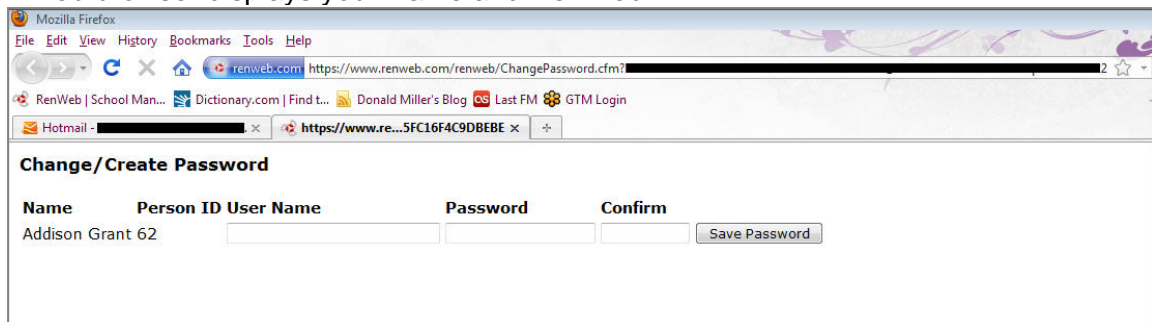 Mozilla Firefox
File Edit View History Bookmarks Tools Help
renweb.com https://www.renweb.com/renweb/ChangePassword.cfm? 2
RenWeb | School Man... Dictionary.com | Find t... Donald Miller's Blog Last FM GTM Login
Hotmail - https://www.re...5FC16F4C9DBEBE
Change/Create Password
Name Person ID User Name Password Confirm
Addison Grant 62 Save Password